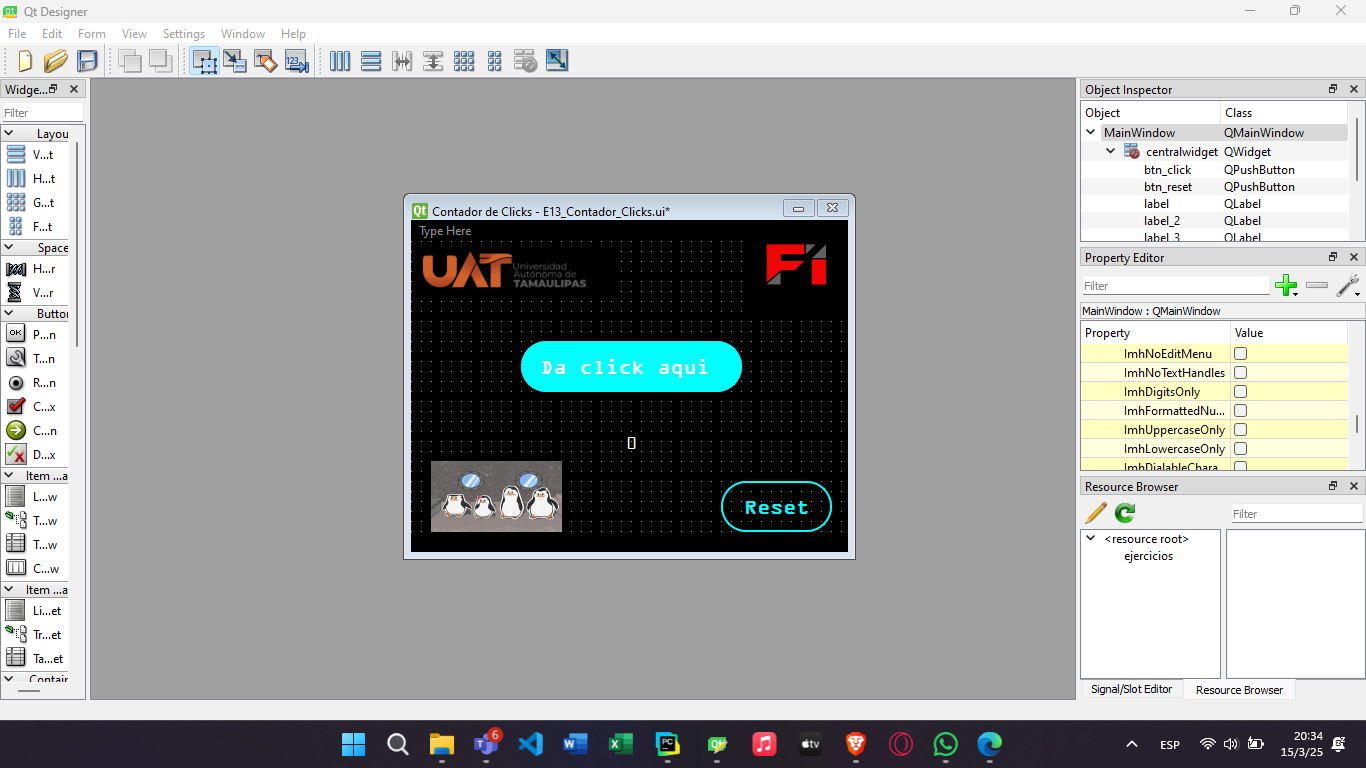 Qt Designer
File Edit Form View Settings Window Help
Widge...
Filter
Layou
V...t
H...t
G...t
F...t
Space
H...r
V...r
Button
P...n
T...n
R...n
C...x
C...n
D...x
Item ...a
L...w
T...w
T...w
C...w
Item ...a
Li...et
Tr...et
Ta...et
Contair
Contador de Clicks - E13_Contador_Clicks.ui*
Type Here
UAT Universidad
Autónoma de
TAMAULIPAS
Fi
Da click aqui
0
Reset
Object Inspector
Object Class
MainWindow QMainWindow
centralwidget QWidget
btn_click QPushButton
btn_reset QPushButton
label QLabel
label_2 QLabel
label_3 QLabel
Property Editor
Filter
MainWindow : QMainWindow
Property Value
ImhNoEditMenu
ImhNoTextHandles
ImhDigitsOnly
ImhFormattedNu...
ImhUppercaseOnly
ImhLowercaseOnly
ImhDialableChara...
Resource Browser
Filter
<resource root>
ejercicios
Signal/Slot Editor Resource Browser
6
ESP
20:34
15/3/25